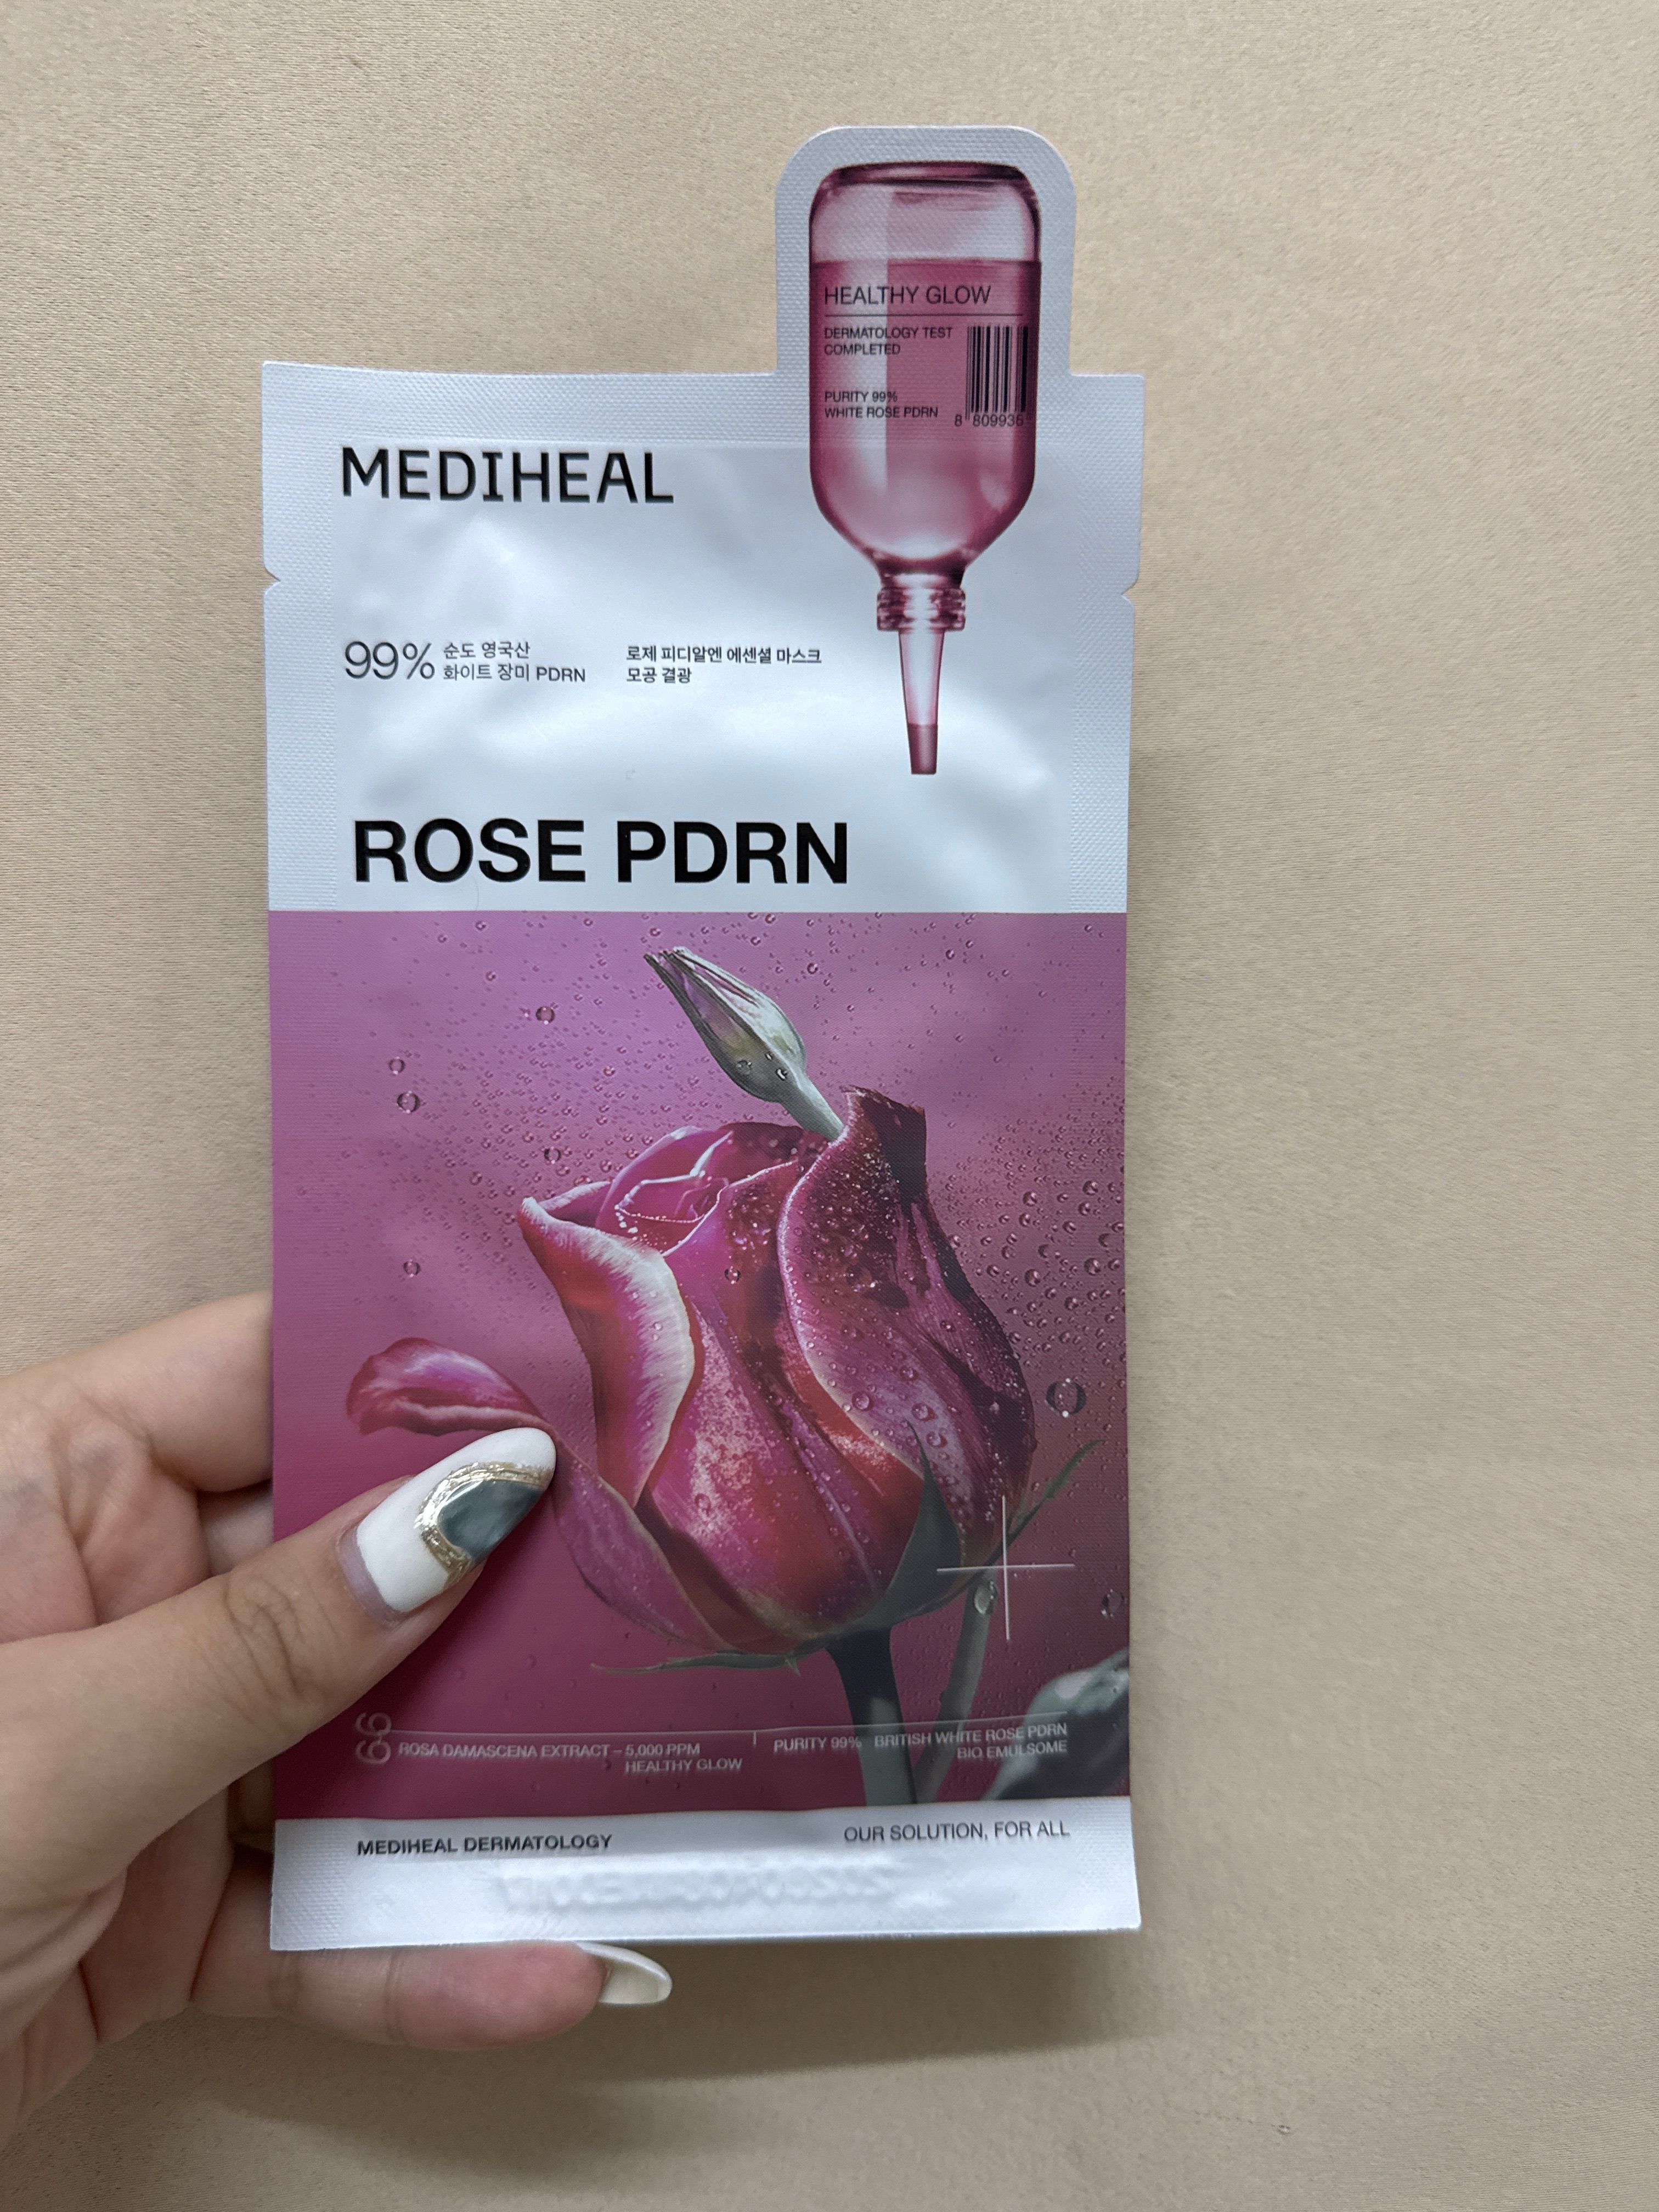 HEALTHY GLOW
DERMATOLOGY TEST
COMPLETED
PURITY 99%
WHITE ROSE PDRN
8 809936
MEDIHEAL
99% 순도 영국산
화이트 장미 PDRN
로제 피디알엔 에센셜 마스크
모공 결광
ROSE PDRN
99
ROSA DAMASCENA EXTRACT – 5,000 PPM
HEALTHY GLOW
PURITY 99% BRITISH WHITE ROSE PDRN
BIO EMULSOME
MEDIHEAL DERMATOLOGY
OUR SOLUTION, FOR ALL